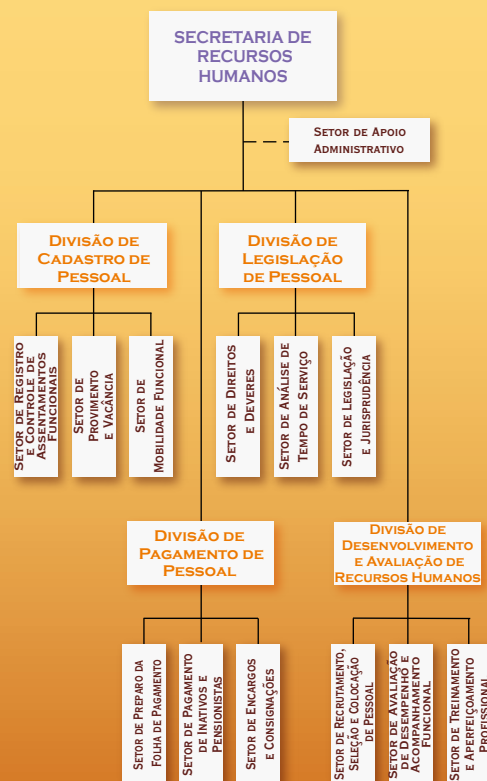 SECRETARIA DE
RECURSOS
HUMANOS
SETOR DE APOIO
ADMINISTRATIVO
DIVISÃO DE
CADASTRO DE
PESSOAL
DIVISÃO DE
LEGISLAÇÃO
DE PESSOAL
SETOR DE REGISTRO
E CONTROLE DE
ASSENTAMENTOS
FUNCIONAIS
SETOR DE
PROVIMENTO
E VACÂNCIA
SETOR DE
MOBILIDADE FUNCIONAL
SETOR DE DIREITOS
E DEVERES
SETOR DE ANÁLISE DE
TEMPO DE SERVIÇO
SETOR DE LEGISLAÇÃO
E JURISPRUDÊNCIA
DIVISÃO DE
PAGAMENTO DE
PESSOAL
DIVISÃO DE
DESENVOLVIMENTO
E AVALIAÇÃO DE
RECURSOS HUMANOS
SETOR DE PREPARO DA
FOLHA DE PAGAMENTO
SETOR DE PAGAMENTO
DE INATIVOS E
PENSIONISTAS
SETOR DE ENCARGOS
E CONSIGNAÇÕES
SETOR DE RECRUTAMENTO,
SELEÇÃO E COLOCAÇÃO
DE PESSOAL
SETOR DE AVALIAÇÃO
DE DESEMPENHO E
ACOMPANHAMENTO
FUNCIONAL
SETOR DE TREINAMENTO
E APERFEIÇOAMENTO
PROFISSIONAL